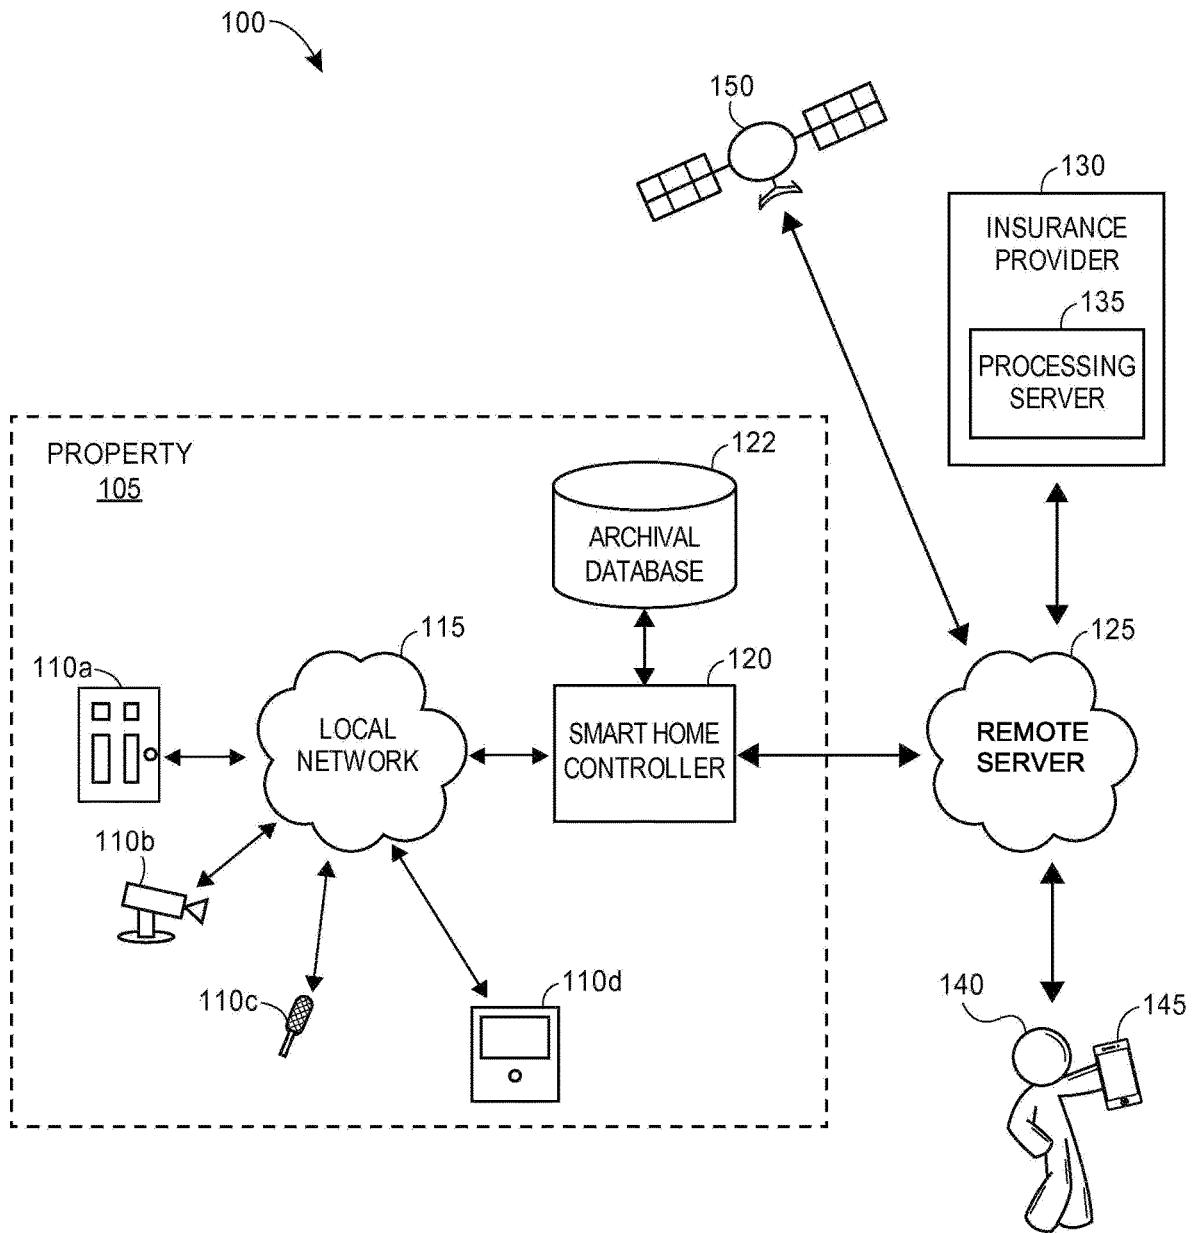 100
150
130
INSURANCE
PROVIDER
135
PROCESSING
SERVER
PROPERTY
105
122
ARCHIVAL
DATABASE
115
120
125
110a
LOCAL
NETWORK
SMART HOME
CONTROLLER
REMOTE
SERVER
110b
110c
110d
140
145